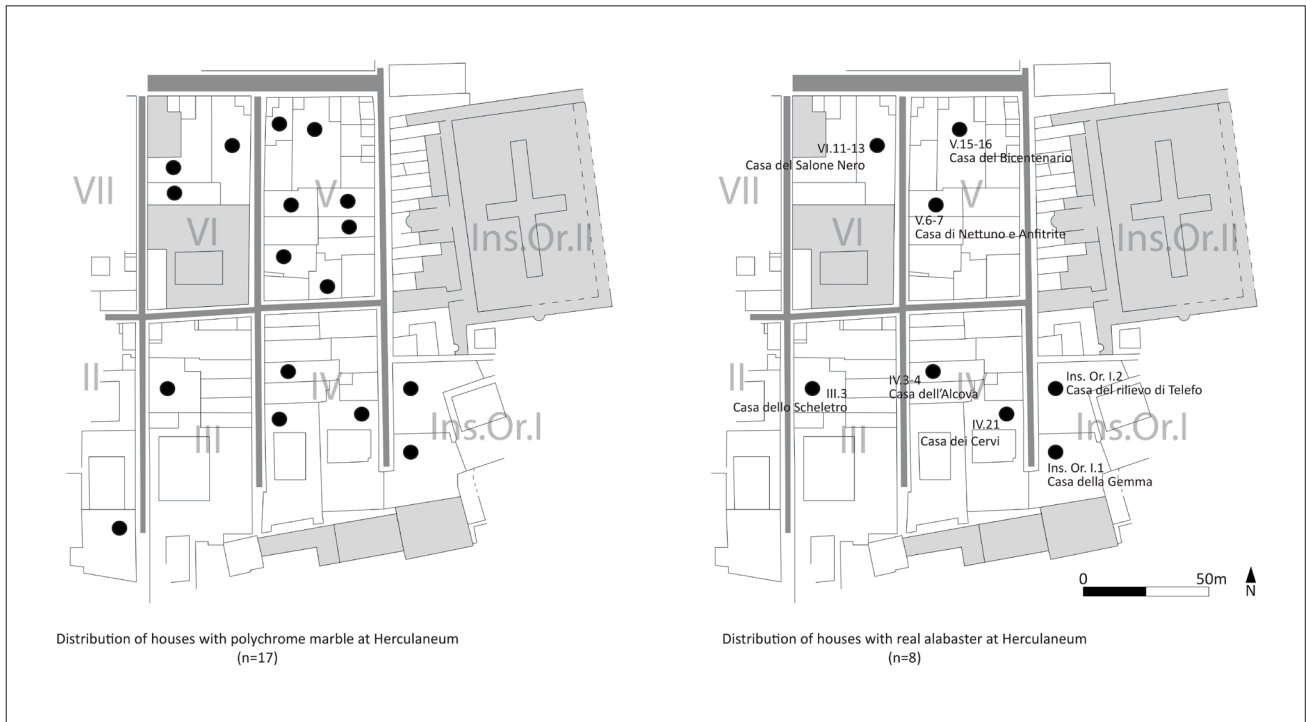 VII
VI
V
Ins.Or.II
II
III
IV
Ins.Or.I
Distribution of houses with polychrome marble at Herculaneum
(n=17)
VI.11-13
Casa del Salone Nero
V.15-16
Casa del Bicentenario
VII
V
V.6-7
Casa di Nettuno e Anfitrite
VI
Ins.Or.II
II
III.3
Casa dello Scheletro
III
IV.3-4
Casa dell'Alcova
IV
IV.21
Casa dei Cervi
Ins. Or. I.2
Casa del rilievo di Telefo
Ins.Or.I
Ins. Or. I.1
Casa della Gemma
0 50m
N
Distribution of houses with real alabaster at Herculaneum
(n=8)